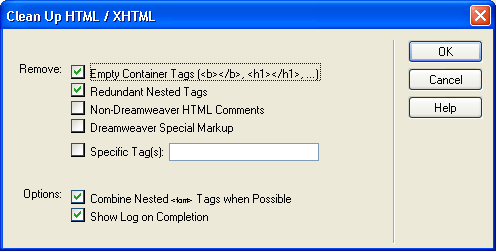 Clean Up HTML / XHTML
Remove:
Empty Container Tags (<b></b>, <h1></h1>, ...)
Redundant Nested Tags
Non-Dreamweaver HTML Comments
Dreamweaver Special Markup
Specific Tag(s):
Options:
Combine Nested <font> Tags when Possible
Show Log on Completion
OK
Cancel
Help